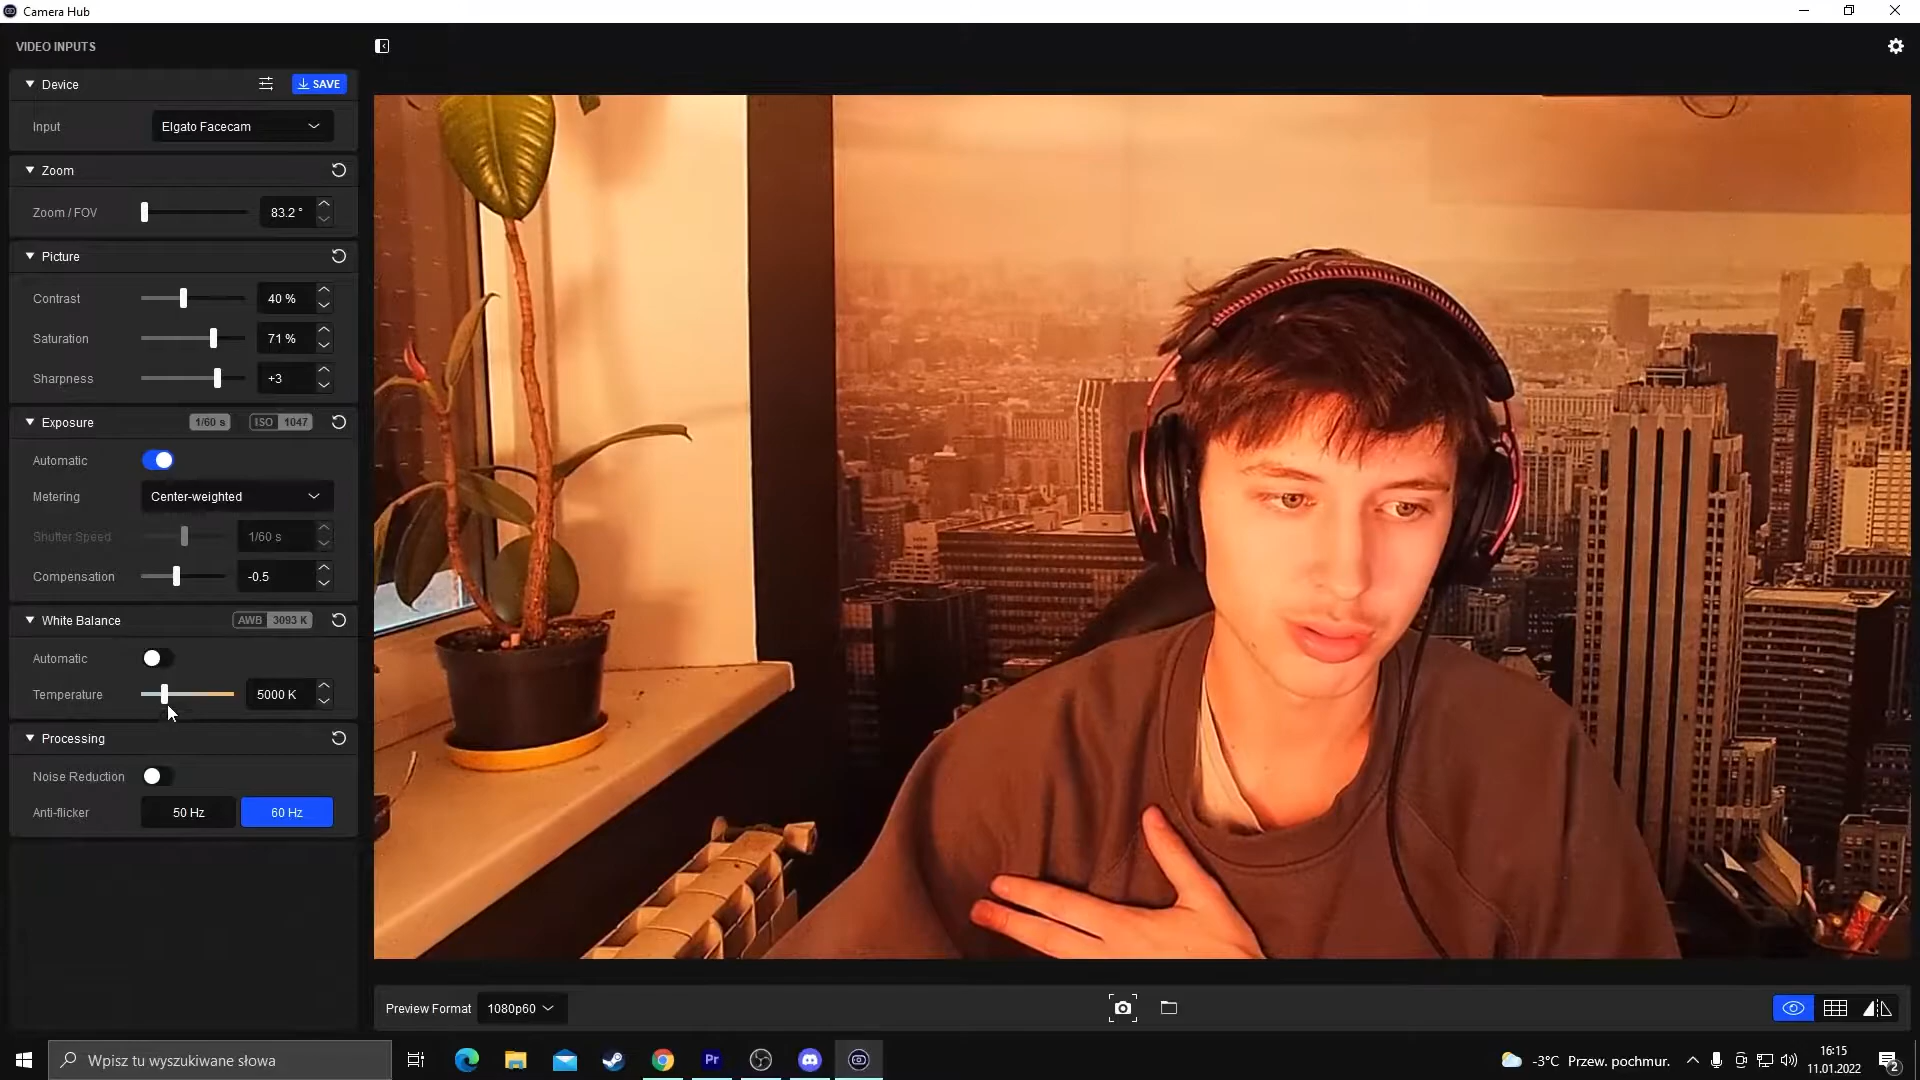 Camera Hub
VIDEO INPUTS
Device
SAVE
Input
Elgato Facecam
Zoom
Zoom / FOV
83.2 °
Picture
Contrast
40 %
Saturation
71 %
Sharpness
+3
Exposure
1/60 s
ISO 1047
Automatic
Metering
Center-weighted
Shutter Speed
1/60 s
Compensation
-0.5
White Balance
AWB 3093 K
Automatic
Temperature
5000 K
Processing
Noise Reduction
Anti-flicker
50 Hz
60 Hz
Preview Format
1080p60
Wpisz tu wyszukiwane słowa
Pr
-3°C Przew. pochmur.
16:15
11.01.2022
2